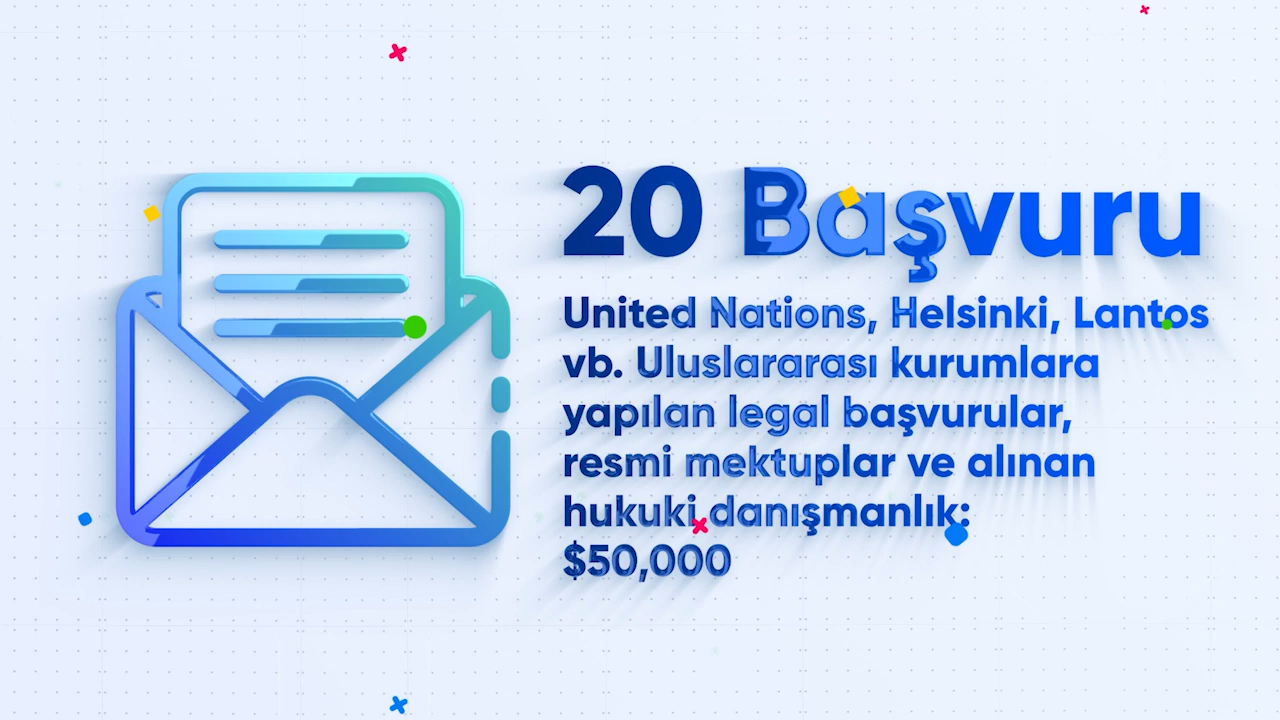 20 Başvuru
United Nations, Helsinki, Lantos
vb. Uluslararası kurumlara
yapılan legal başvurular,
resmi mektuplar ve alınan
hukuki danışmanlık:
$50,000